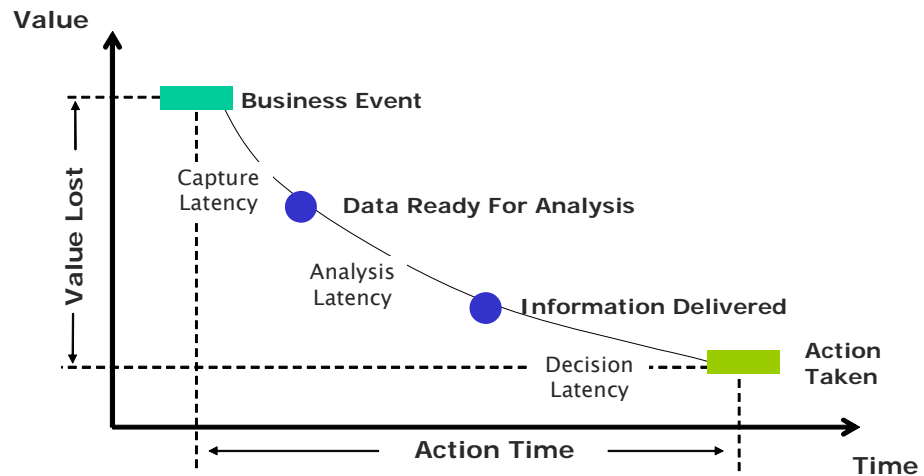 Value
Business Event
Capture
Latency
Data Ready For Analysis
Value Lost
Analysis
Latency
Information Delivered
Decision
Latency
Action
Taken
Action Time
Time